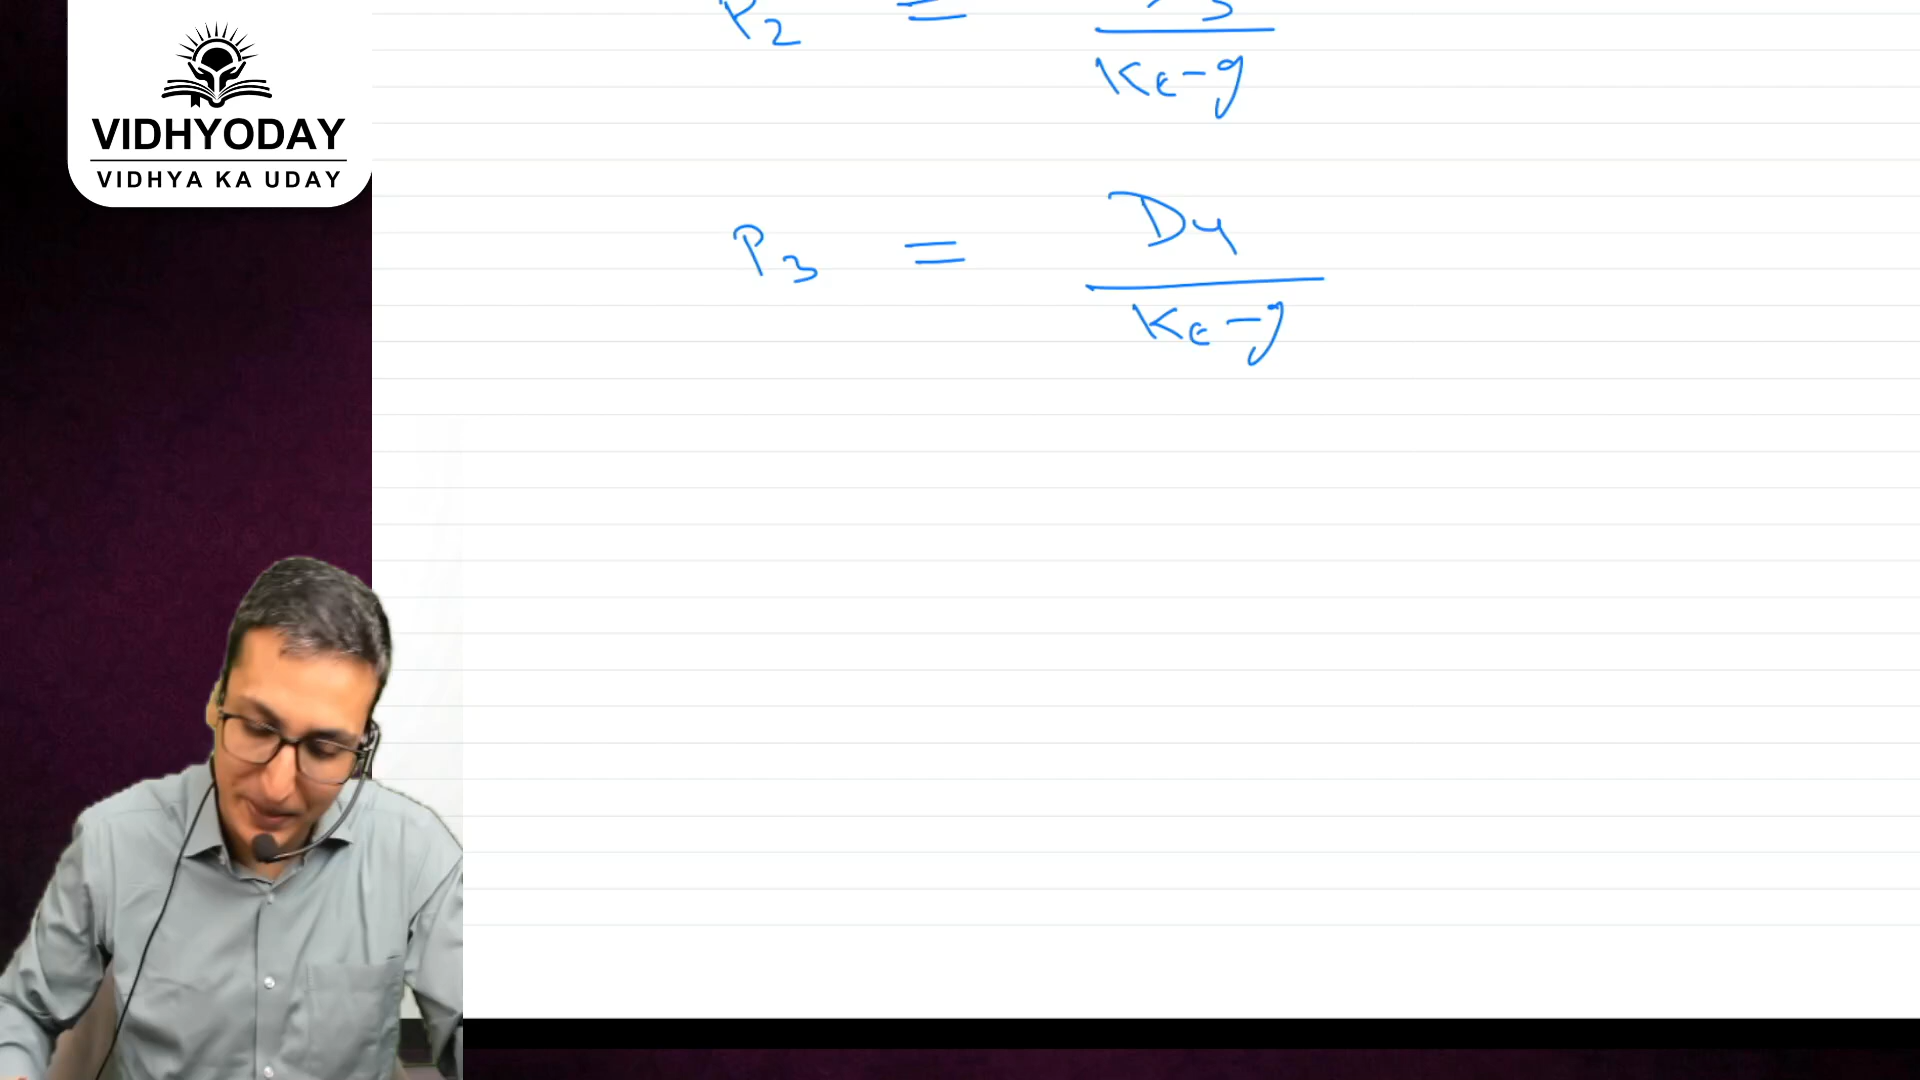 VIDHYODAY
VIDHYA KA UDAY
P2 =
Ke-g
P3 = D4
Ke-g